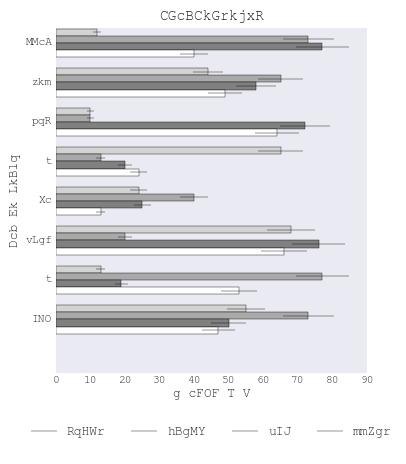 CGcBCkGrkjxR
MMcA
zkm
pqR
t
Xc
vLgf
t
INO
Dcb Ek LkBlq
0 10 20 30 40 50 60 70 80 90
g cFOF T V
RqHWr hBgMY uIJ mmZgr